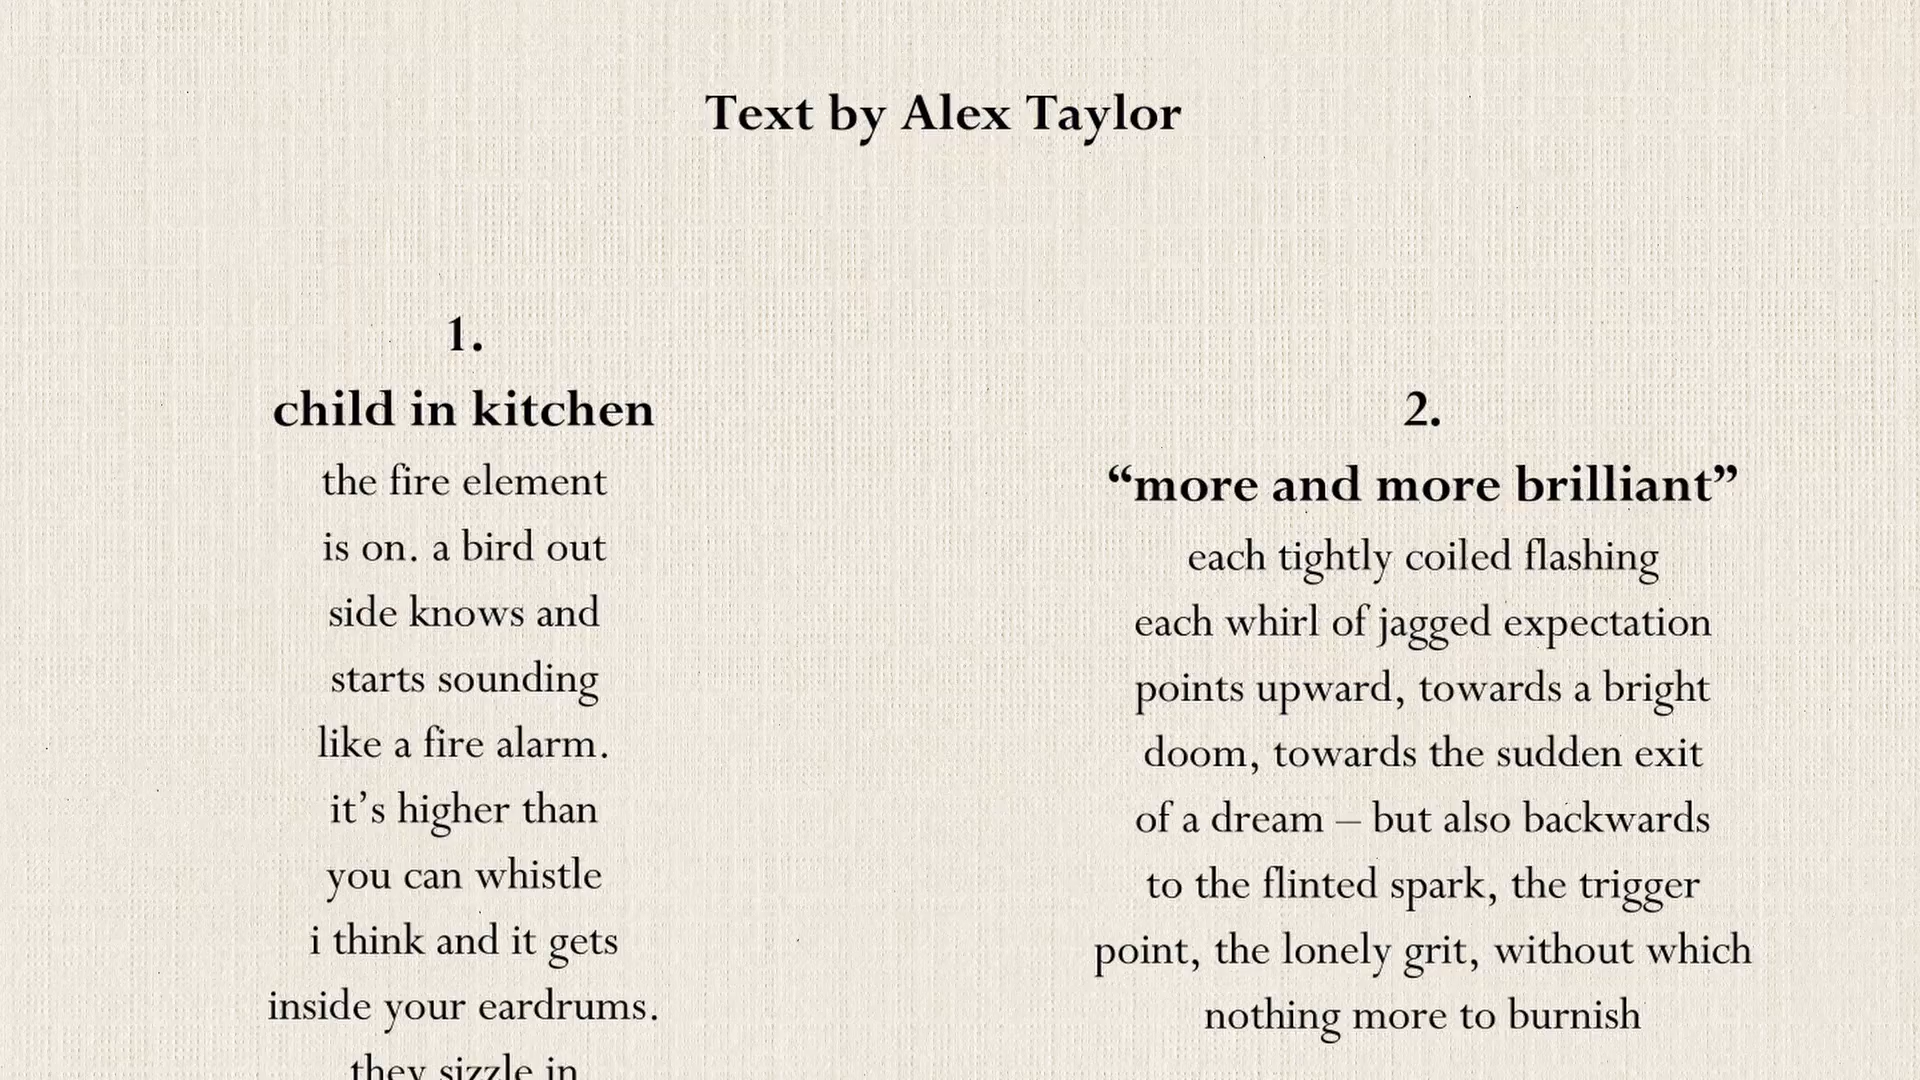 Text by Alex Taylor
1.
child in kitchen
the fire element
is on. a bird out
side knows and
starts sounding
like a fire alarm.
it’s higher than
you can whistle
i think and it gets
inside your eardrums.
they sizzle in
2.
“more and more brilliant”
each tightly coiled flashing
each whirl of jagged expectation
points upward, towards a bright
doom, towards the sudden exit
of a dream – but also backwards
to the flinted spark, the trigger
point, the lonely grit, without which
nothing more to burnish